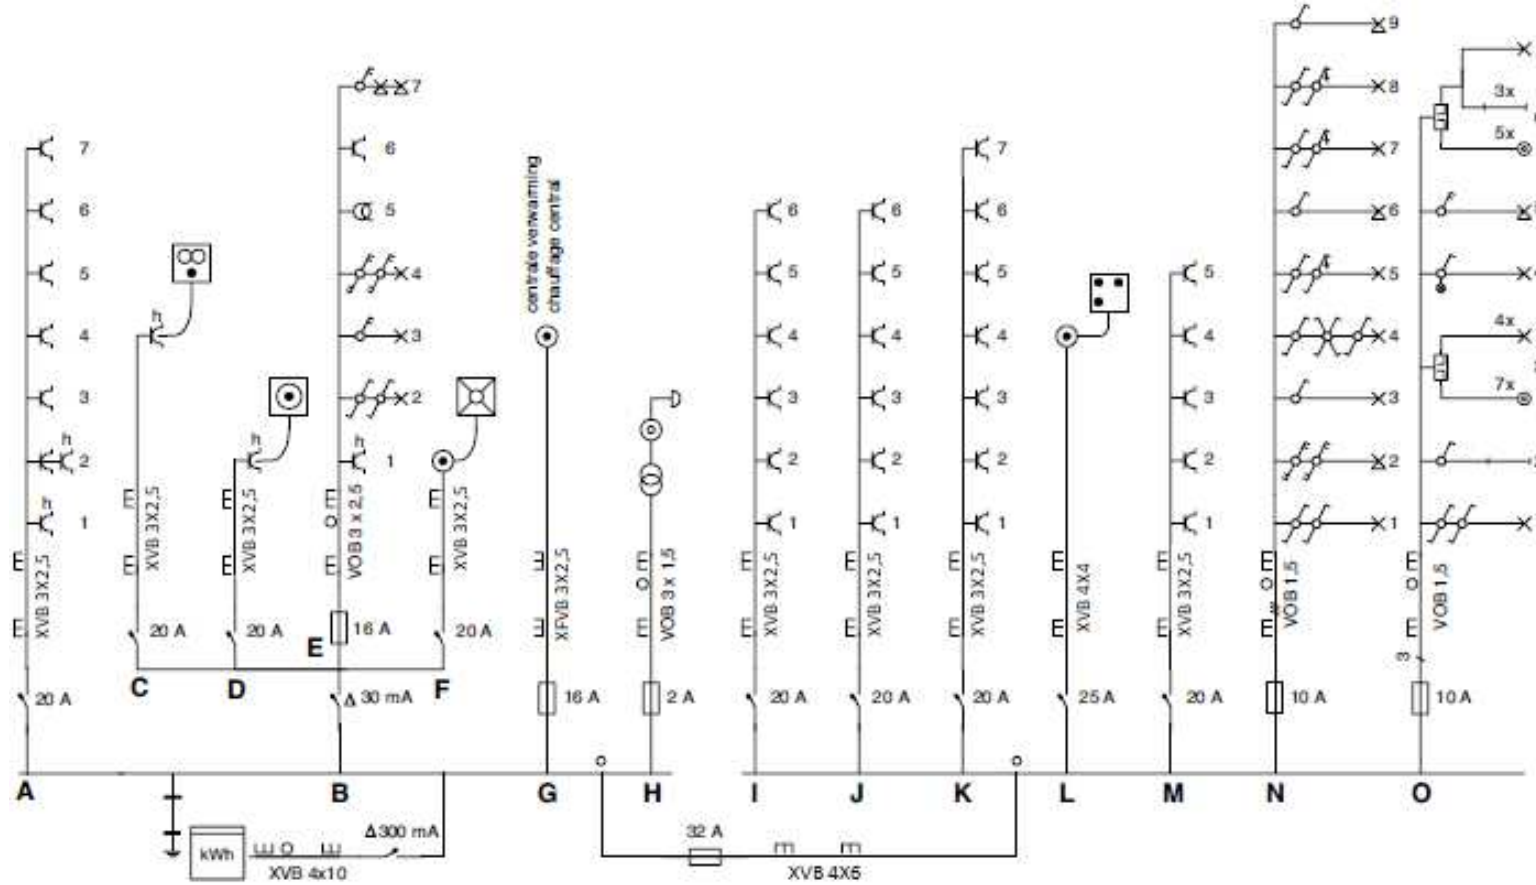 9
7
8
3x
7
6
6
7
7
5x
6
5
6
6
6
6
centrale verwarming
chauffage central
5
4
5
5
5
5
5
h
4
3
4
4
4
4
4
4x
3
2
3
3
3
3
3
7x
h
h
h
2
1
2
2
2
2
2
h
1
1
1
1
1
1
XVB 3X2,5
XVB 3X2,5
XVB 3X2,5
VOB 3 x 2,5
XVB 3X2,5
XFVB 3X2,5
VOB 3 x 1,5
XVB 3X2,5
XVB 3X2,5
XVB 3X2,5
XVB 4X4
XVB 3X2,5
VOB 1,5
VOB 1,5
20 A
20 A
E
16 A
20 A
3
C
D
F
20 A
Δ 30 mA
16 A
2 A
20 A
20 A
20 A
25 A
20 A
10 A
10 A
A
B
G
H
I
J
K
L
M
N
O
Δ300 mA
32 A
kWh
XVB 4x10
XVB 4X6